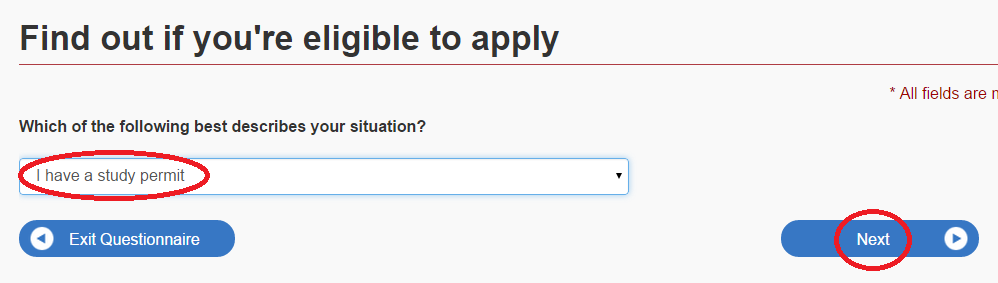 Find out if you're eligible to apply
* All fields are
Which of the following best describes your situation?
I have a study permit
Exit Questionnaire
Next